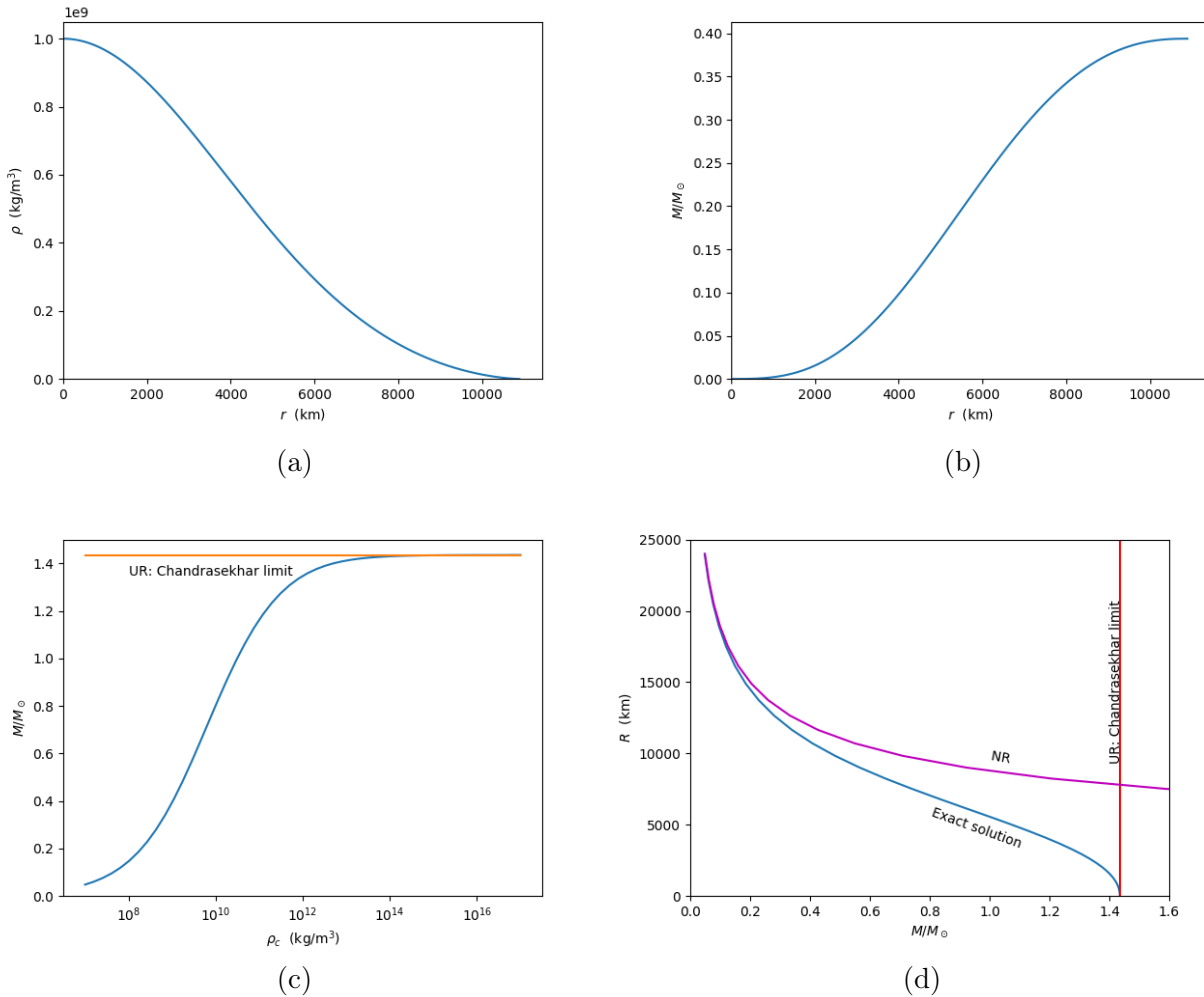 1e9
1.0
0.8
0.6
0.4
0.2
0.0
ρ (kg/m³)
0 2000 4000 6000 8000 10000
r (km)
(a)
0.40
0.35
0.30
0.25
0.20
0.15
0.10
0.05
0.00
M/M⊙
0 2000 4000 6000 8000 10000
r (km)
(b)
1.4
1.2
1.0
0.8
0.6
0.4
0.2
0.0
M/M⊙
UR: Chandrasekhar limit
10⁸ 10¹⁰ 10¹² 10¹⁴ 10¹⁶
ρc (kg/m³)
(c)
25000
20000
15000
10000
5000
0
R (km)
NR
Exact solution
UR: Chandrasekhar limit
0.0 0.2 0.4 0.6 0.8 1.0 1.2 1.4 1.6
M/M⊙
(d)